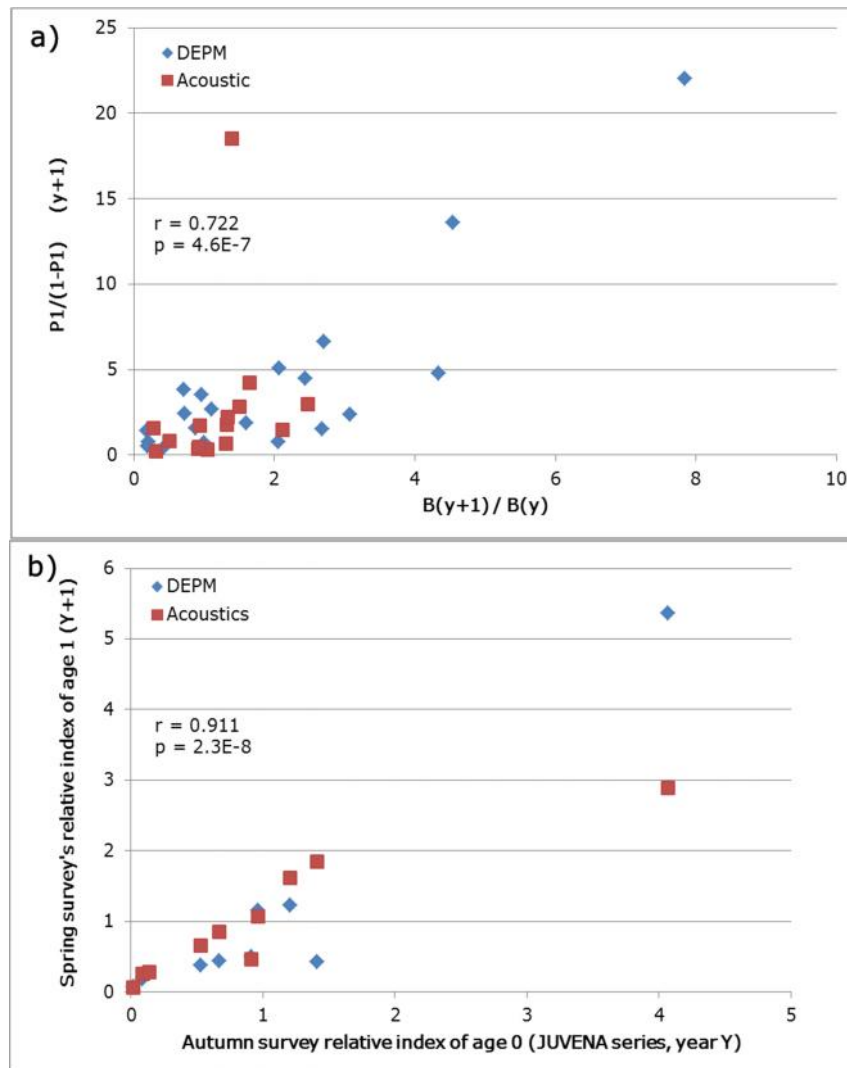 a)
DEPM
Acoustic
r = 0.722
p = 4.6E-7
P1/(1-P1) (y+1)
25
20
15
10
5
0
0 2 4 6 8 10
B(y+1) / B(y)
b)
DEPM
Acoustics
r = 0.911
p = 2.3E-8
Spring survey's relative index of age 1 (Y+1)
6
5
4
3
2
1
0
0 1 2 3 4 5
Autumn survey relative index of age 0 (JUVENA series, year Y)